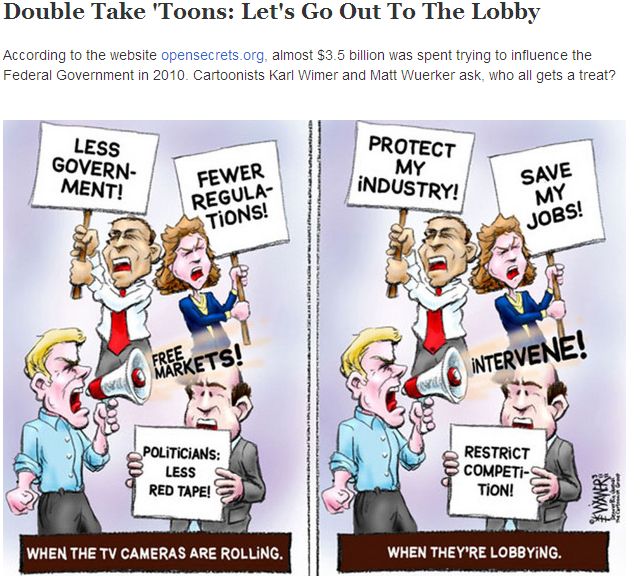 Double Take 'Toons: Let's Go Out To The Lobby
According to the website opensecrets.org, almost $3.5 billion was spent trying to influence the
Federal Government in 2010. Cartoonists Karl Wimer and Matt Wuerker ask, who all gets a treat?
LESS
GOVERN-
MENT!
FEWER
REGULA-
TIONS!
FREE
MARKETS!
POLITICIANS:
LESS
RED TAPE!
WHEN THE TV CAMERAS ARE ROLLING.
PROTECT
MY
INDUSTRY!
SAVE
MY
JOBS!
INTERVENE!
RESTRICT
COMPETI-
TION!
WHEN THEY'RE LOBBYING.
WIMER